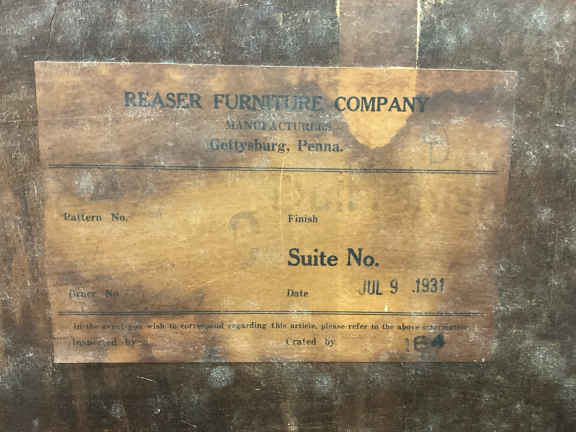 REASER FURNITURE COMPANY
MANUFACTURERS
Gettysburg, Penna.
D
Pattern No. Finish
Suite No.
Order No Date JUL 9 1931
In the event you wish to correspond regarding this article, please refer to the above information
Inspected by Crated by 164